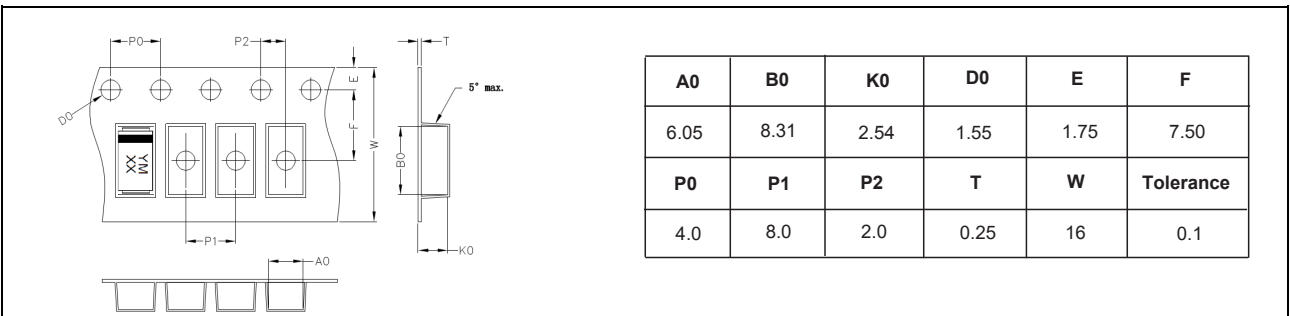 P0
P2
T
E
5° max.
D0
F
W
B0
YM
XX
P1
K0
A0
A0 B0 K0 D0 E F
6.05 8.31 2.54 1.55 1.75 7.50
P0 P1 P2 T W Tolerance
4.0 8.0 2.0 0.25 16 0.1